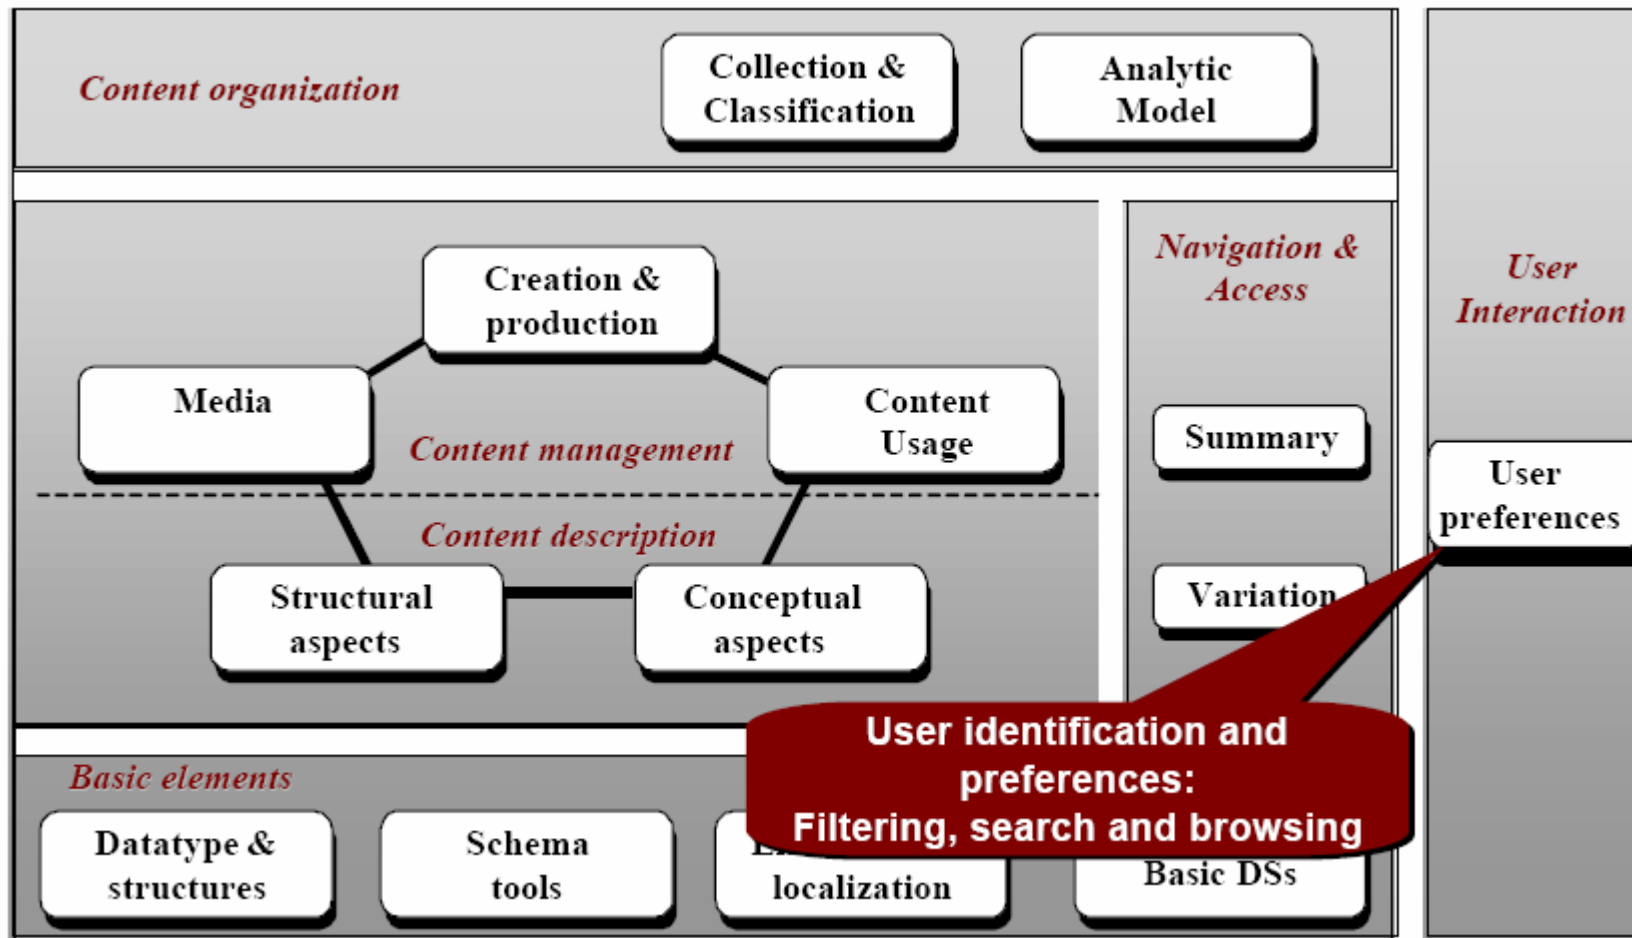 Content organization
Collection &
Classification
Analytic
Model
Creation &
production
Media
Content
Usage
Content management
Content description
Structural
aspects
Conceptual
aspects
Navigation &
Access
Summary
Variation
User
Interaction
User
preferences
User identification and
preferences:
Filtering, search and browsing
Basic elements
Datatype &
structures
Schema
tools
localization
Basic DSs